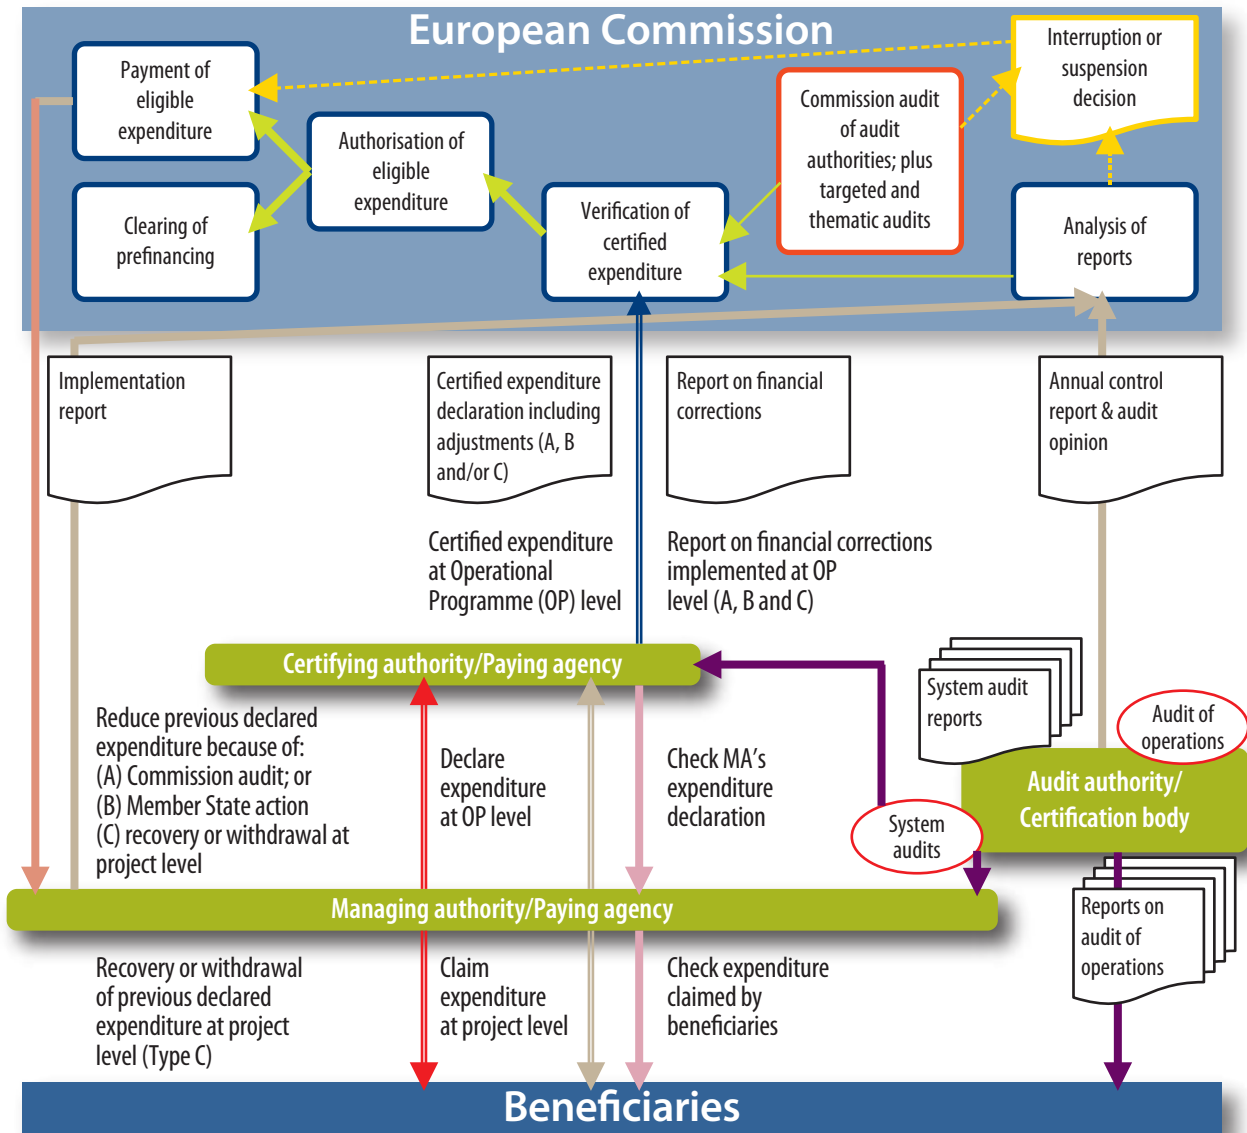 European Commission
Payment of
eligible
expenditure
Clearing of
prefinancing
Authorisation of
eligible
expenditure
Verification of
certified
expenditure
Commission audit
of audit
authorities; plus
targeted and
thematic audits
Interruption or
suspension
decision
Analysis of
reports
Implementation
report
Certified expenditure
declaration including
adjustments (A, B
and/or C)
Report on financial
corrections
Annual control
report & audit
opinion
Certified expenditure
at Operational
Programme (OP) level
Report on financial corrections
implemented at OP
level (A, B and C)
Certifying authority/Paying agency
System audit
reports
Audit of
operations
Audit authority/
Certification body
Reduce previous declared
expenditure because of:
(A) Commission audit; or
(B) Member State action
(C) recovery or withdrawal at
project level
Declare
expenditure
at OP level
Check MA's
expenditure
declaration
System
audits
Managing authority/Paying agency
Reports on
audit of
operations
Recovery or withdrawal
of previous declared
expenditure at project
level (Type C)
Claim
expenditure
at project level
Check expenditure
claimed by
beneficiaries
Beneficiaries